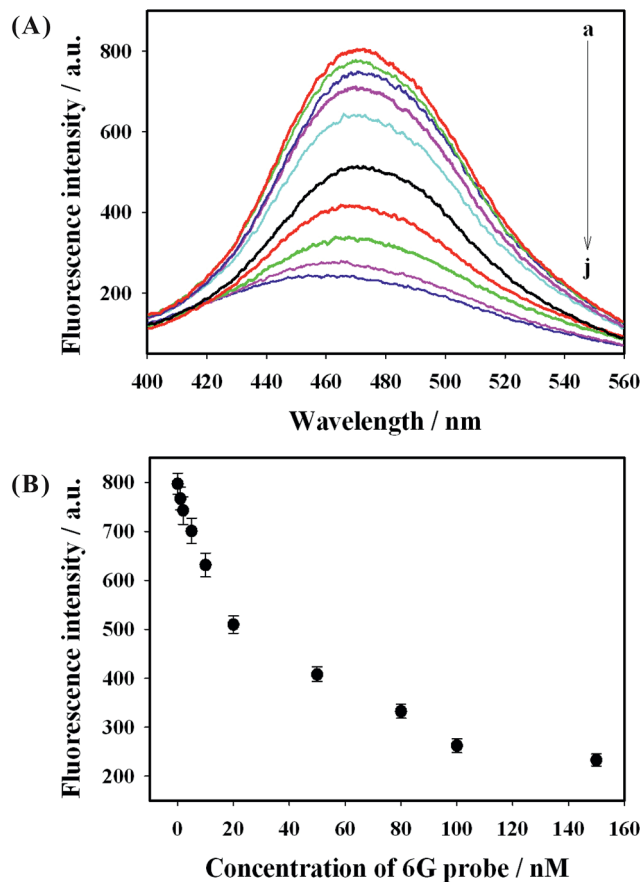 (A)
Fluorescence intensity / a.u.
800
600
400
200
a
j
400 420 440 460 480 500 520 540 560
Wavelength / nm
(B)
Fluorescence intensity / a.u.
800
700
600
500
400
300
200
0 20 40 60 80 100 120 140 160
Concentration of 6G probe / nM